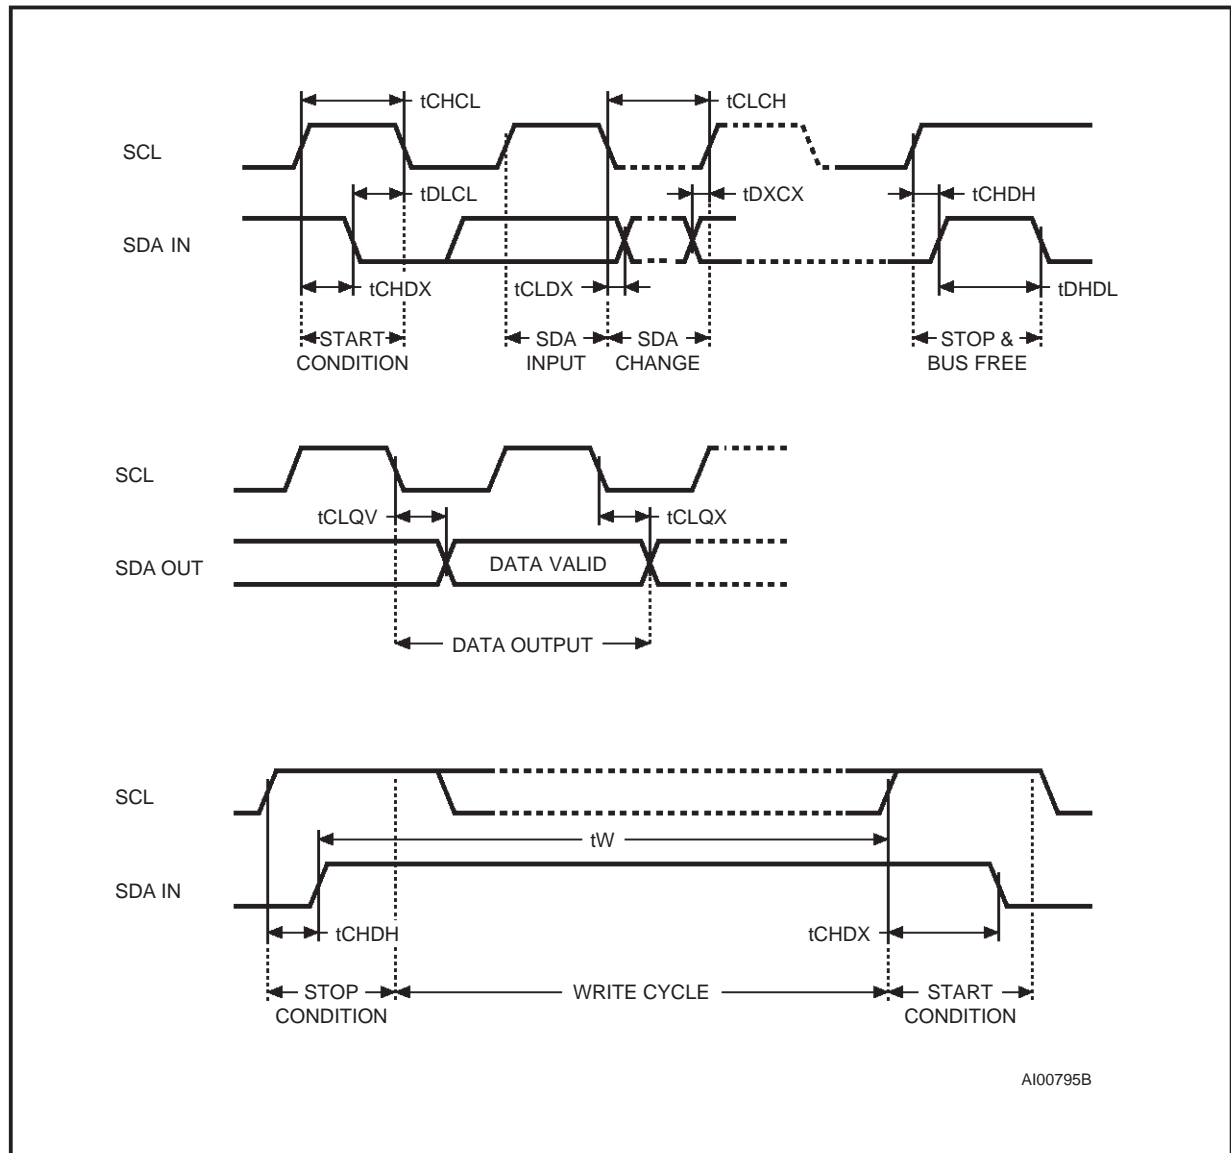 tCHCL
tCLCH
SCL
tDLCL
tDXCX
tCHDH
SDA IN
tCHDX
tCLDX
tDHDL
START
CONDITION
SDA
INPUT
SDA
CHANGE
STOP &
BUS FREE
SCL
tCLQV
tCLQX
SDA OUT
DATA VALID
DATA OUTPUT
SCL
tW
SDA IN
tCHDH
tCHDX
STOP
CONDITION
WRITE CYCLE
START
CONDITION
AI00795B